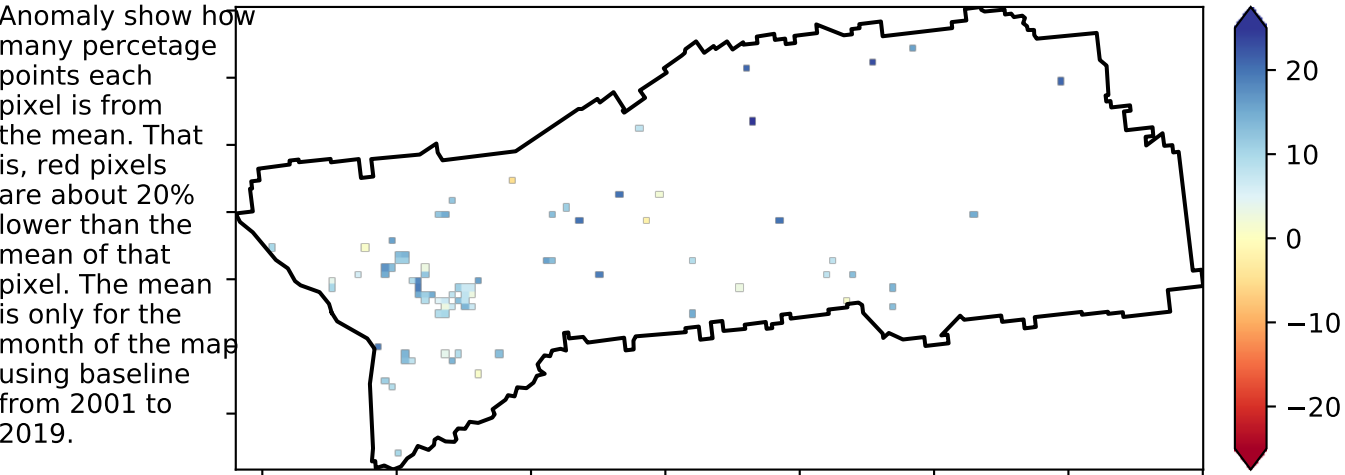 Anomaly show how
many percetage
points each
pixel is from
the mean. That
is, red pixels
are about 20%
lower than the
mean of that
pixel. The mean
is only for the
month of the map
using baseline
from 2001 to
2019.
20
10
0
−10
−20